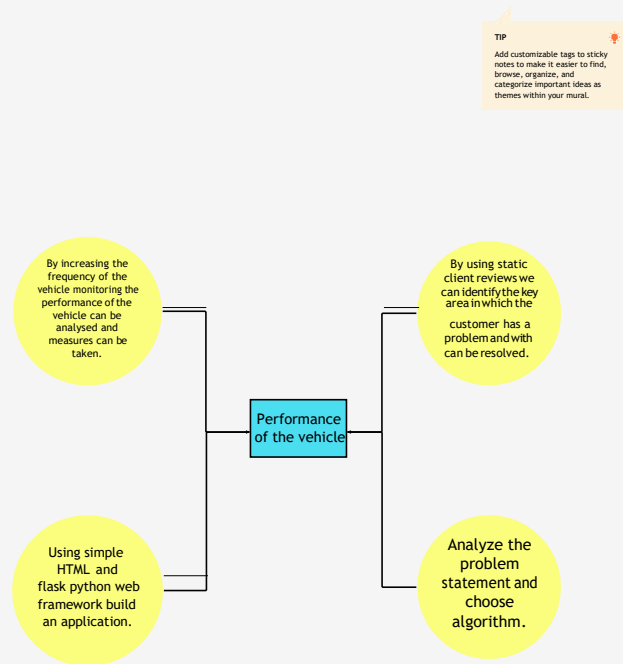 TIP
Add customizable tags to sticky
notes to make it easier to find,
browse, organize, and
categorize important ideas as
themes within your mural.
By increasing the
frequency of the
vehicle monitoring the
performance of the
vehicle can be
analysed and
measures can be
taken.
By using static
client reviews we
can identify the key
area in which the
customer has a
problem and with
can be resolved.
Performance
of the vehicle
Using simple
HTML and
flask python web
framework build
an application.
Analyze the
problem
statement and
choose
algorithm.